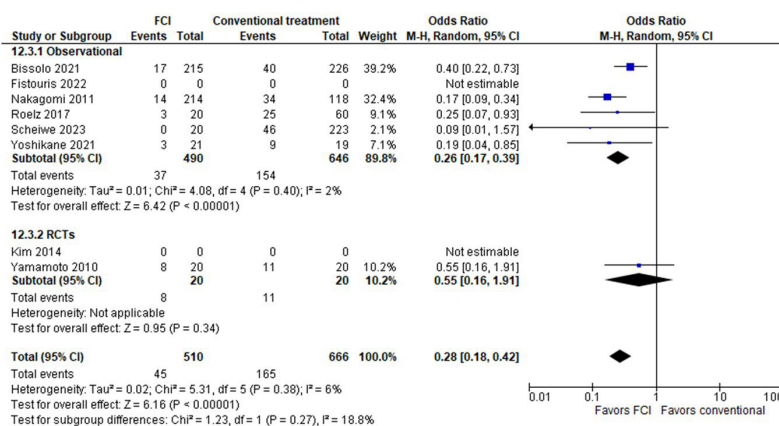 FCI Conventional treatment Odds Ratio Odds Ratio
Study or Subgroup Events Total Events Total Weight M-H, Random, 95% CI M-H, Random, 95% CI
12.3.1 Observational
Bissolo 2021 17 215 40 226 39.2% 0.40 [0.22, 0.73]
Fistouris 2022 0 0 0 0 Not estimable
Nakagomi 2011 14 214 34 118 32.4% 0.17 [0.09, 0.34]
Roelz 2017 3 20 25 60 9.1% 0.25 [0.07, 0.93]
Scheiwe 2023 0 20 46 223 2.1% 0.09 [0.01, 1.57]
Yoshikane 2021 3 21 9 19 7.1% 0.19 [0.04, 0.85]
Subtotal (95% CI) 490 646 89.8% 0.26 [0.17, 0.39]
Total events 37 154
Heterogeneity: Tau² = 0.01; Chi² = 4.08, df = 4 (P = 0.40); I² = 2%
Test for overall effect: Z = 6.42 (P < 0.00001)
12.3.2 RCTs
Kim 2014 0 0 0 0 Not estimable
Yamamoto 2010 8 20 11 20 10.2% 0.55 [0.16, 1.91]
Subtotal (95% CI) 20 20 10.2% 0.55 [0.16, 1.91]
Total events 8 11
Heterogeneity: Not applicable
Test for overall effect: Z = 0.95 (P = 0.34)
Total (95% CI) 510 666 100.0% 0.28 [0.18, 0.42]
Total events 45 165
Heterogeneity: Tau² = 0.02; Chi² = 5.31, df = 5 (P = 0.38); I² = 6%
Test for overall effect: Z = 6.16 (P < 0.00001)
Test for subgroup differences: Chi² = 1.23, df = 1 (P = 0.27), I² = 18.8%
0.01 0.1 1 10 100
Favors FCI Favors conventional